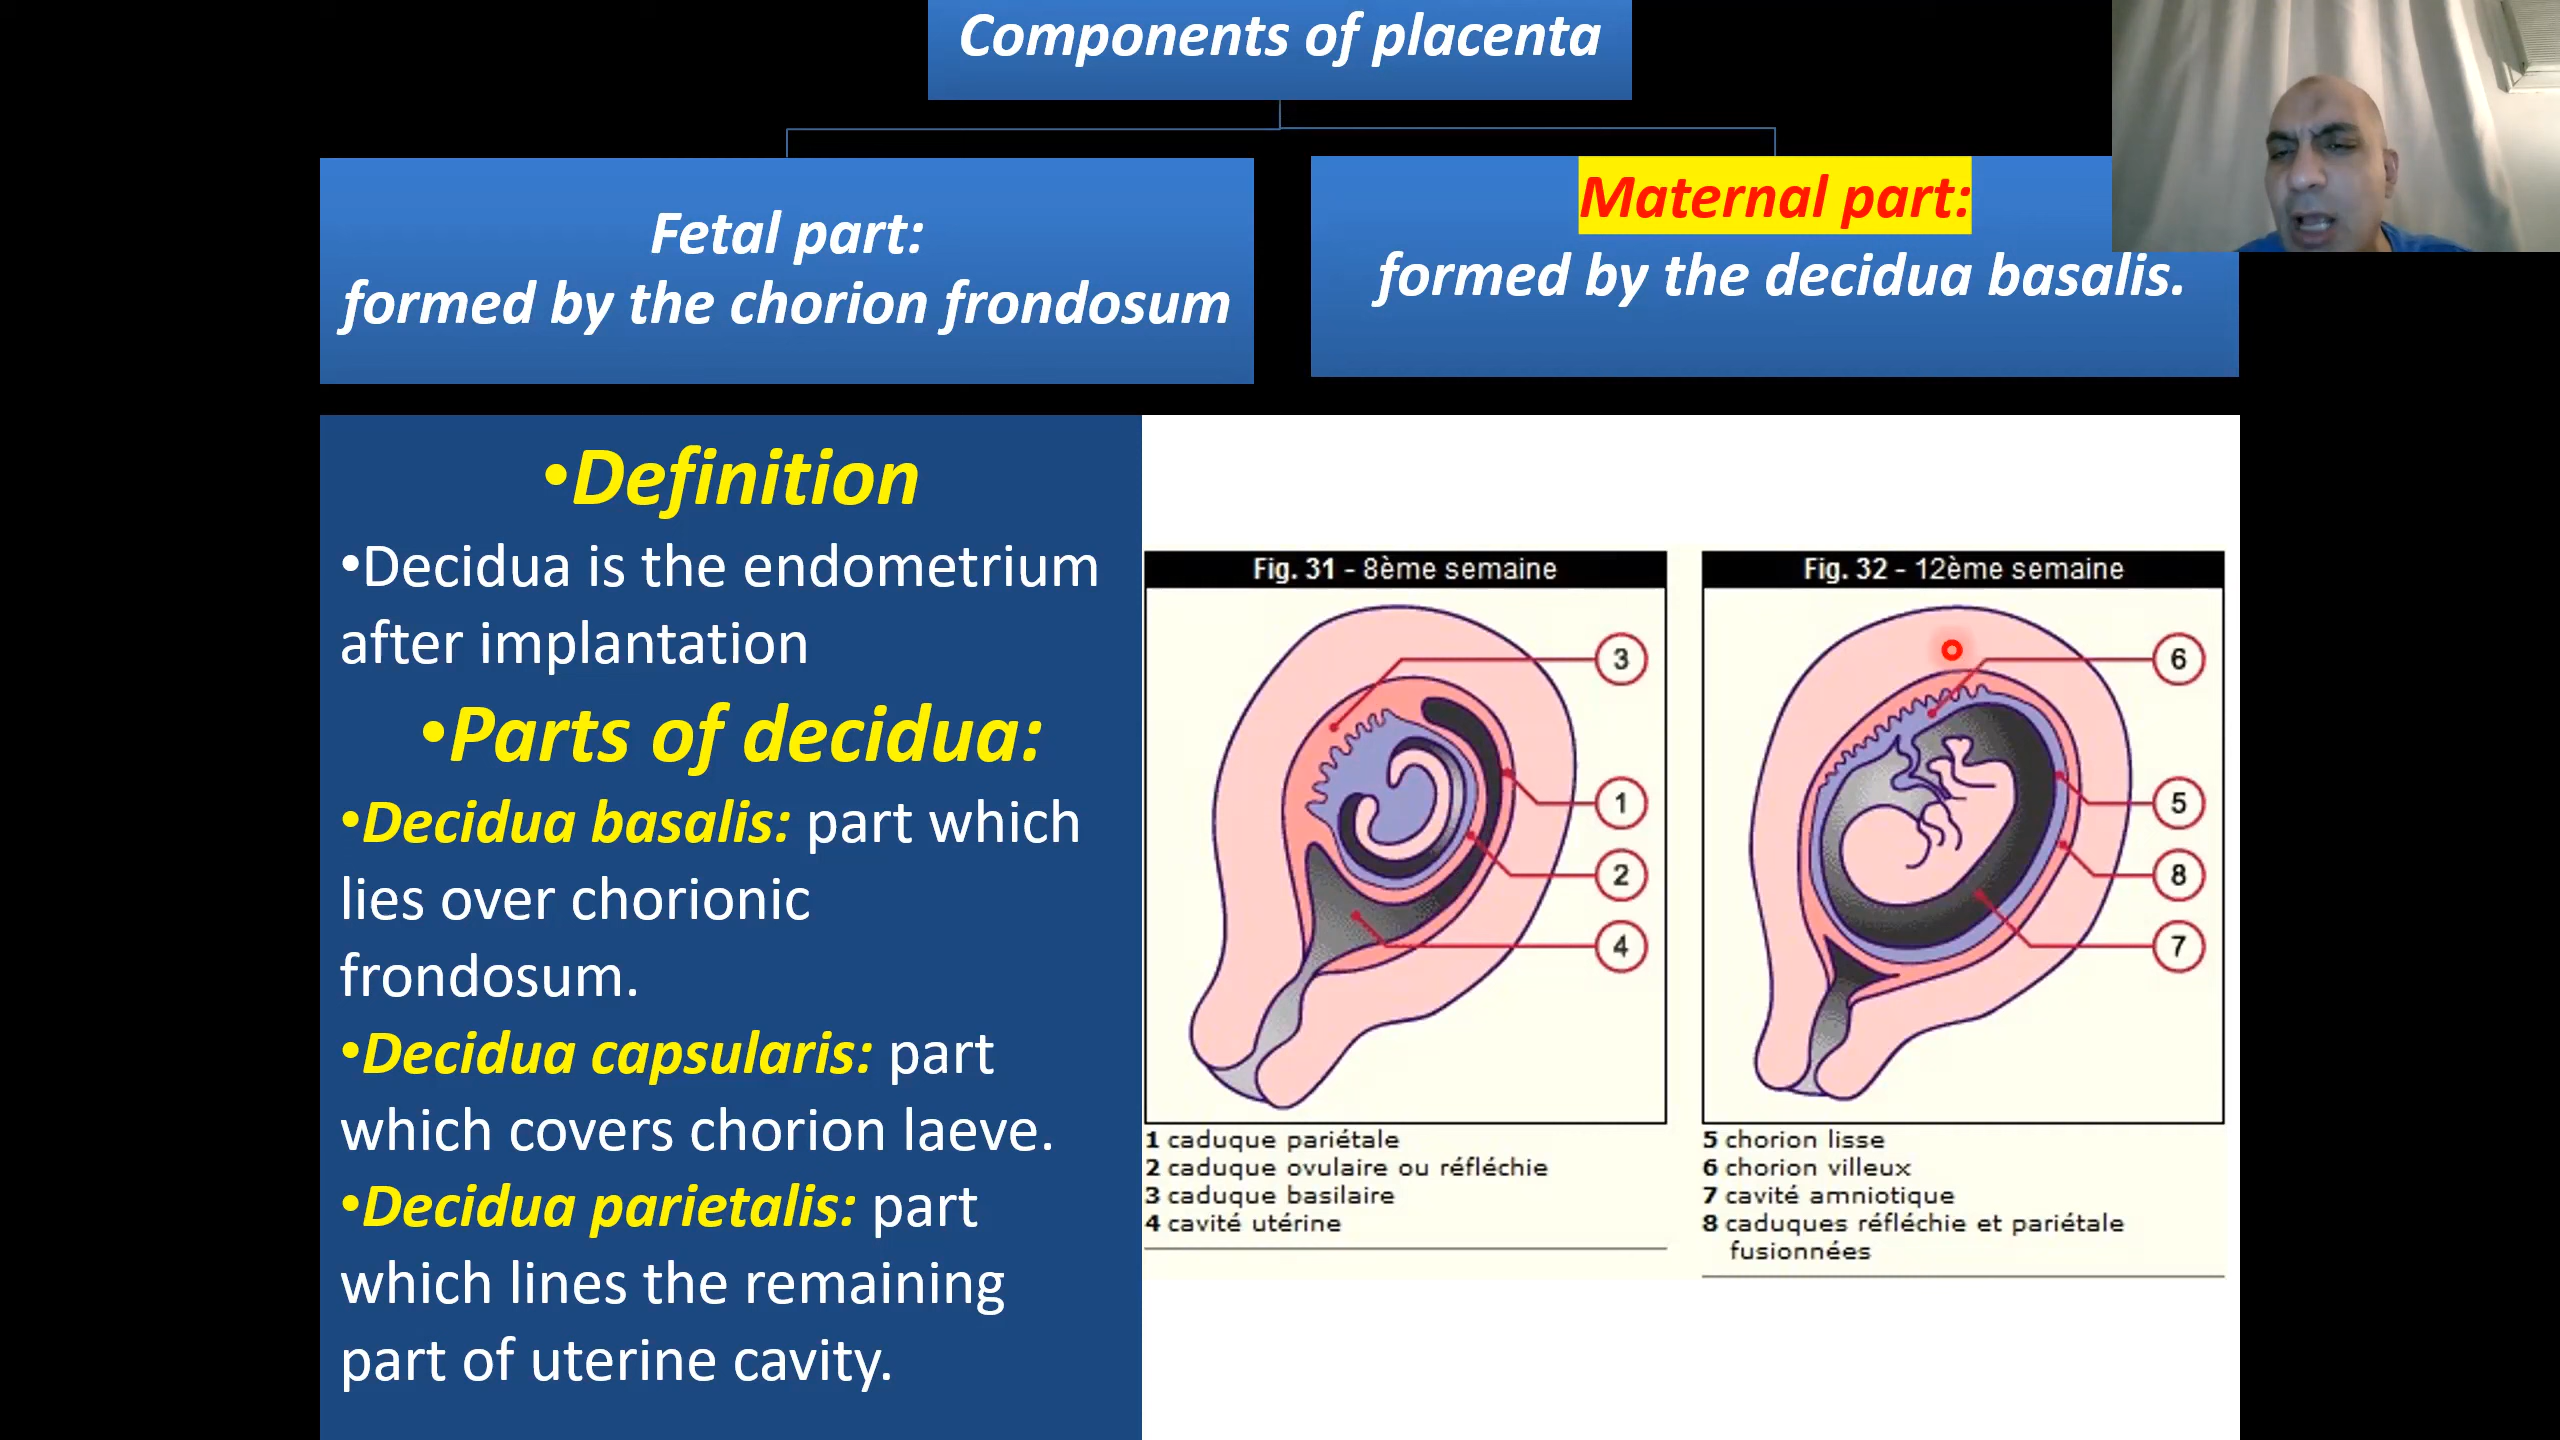 Components of placenta
Fetal part:
formed by the chorion frondosum
Maternal part:
formed by the decidua basalis.
•Definition
•Decidua is the endometrium
after implantation
•Parts of decidua:
•Decidua basalis: part which
lies over chorionic
frondosum.
•Decidua capsularis: part
which covers chorion laeve.
•Decidua parietalis: part
which lines the remaining
part of uterine cavity.
Fig. 31 - 8ème semaine
3
1
2
4
1 caduque pariétale
2 caduque ovulaire ou réfléchie
3 caduque basilaire
4 cavité utérine
Fig. 32 - 12ème semaine
6
5
8
7
5 chorion lisse
6 chorion villeux
7 cavité amniotique
8 caduques réfléchie et pariétale
fusionnées